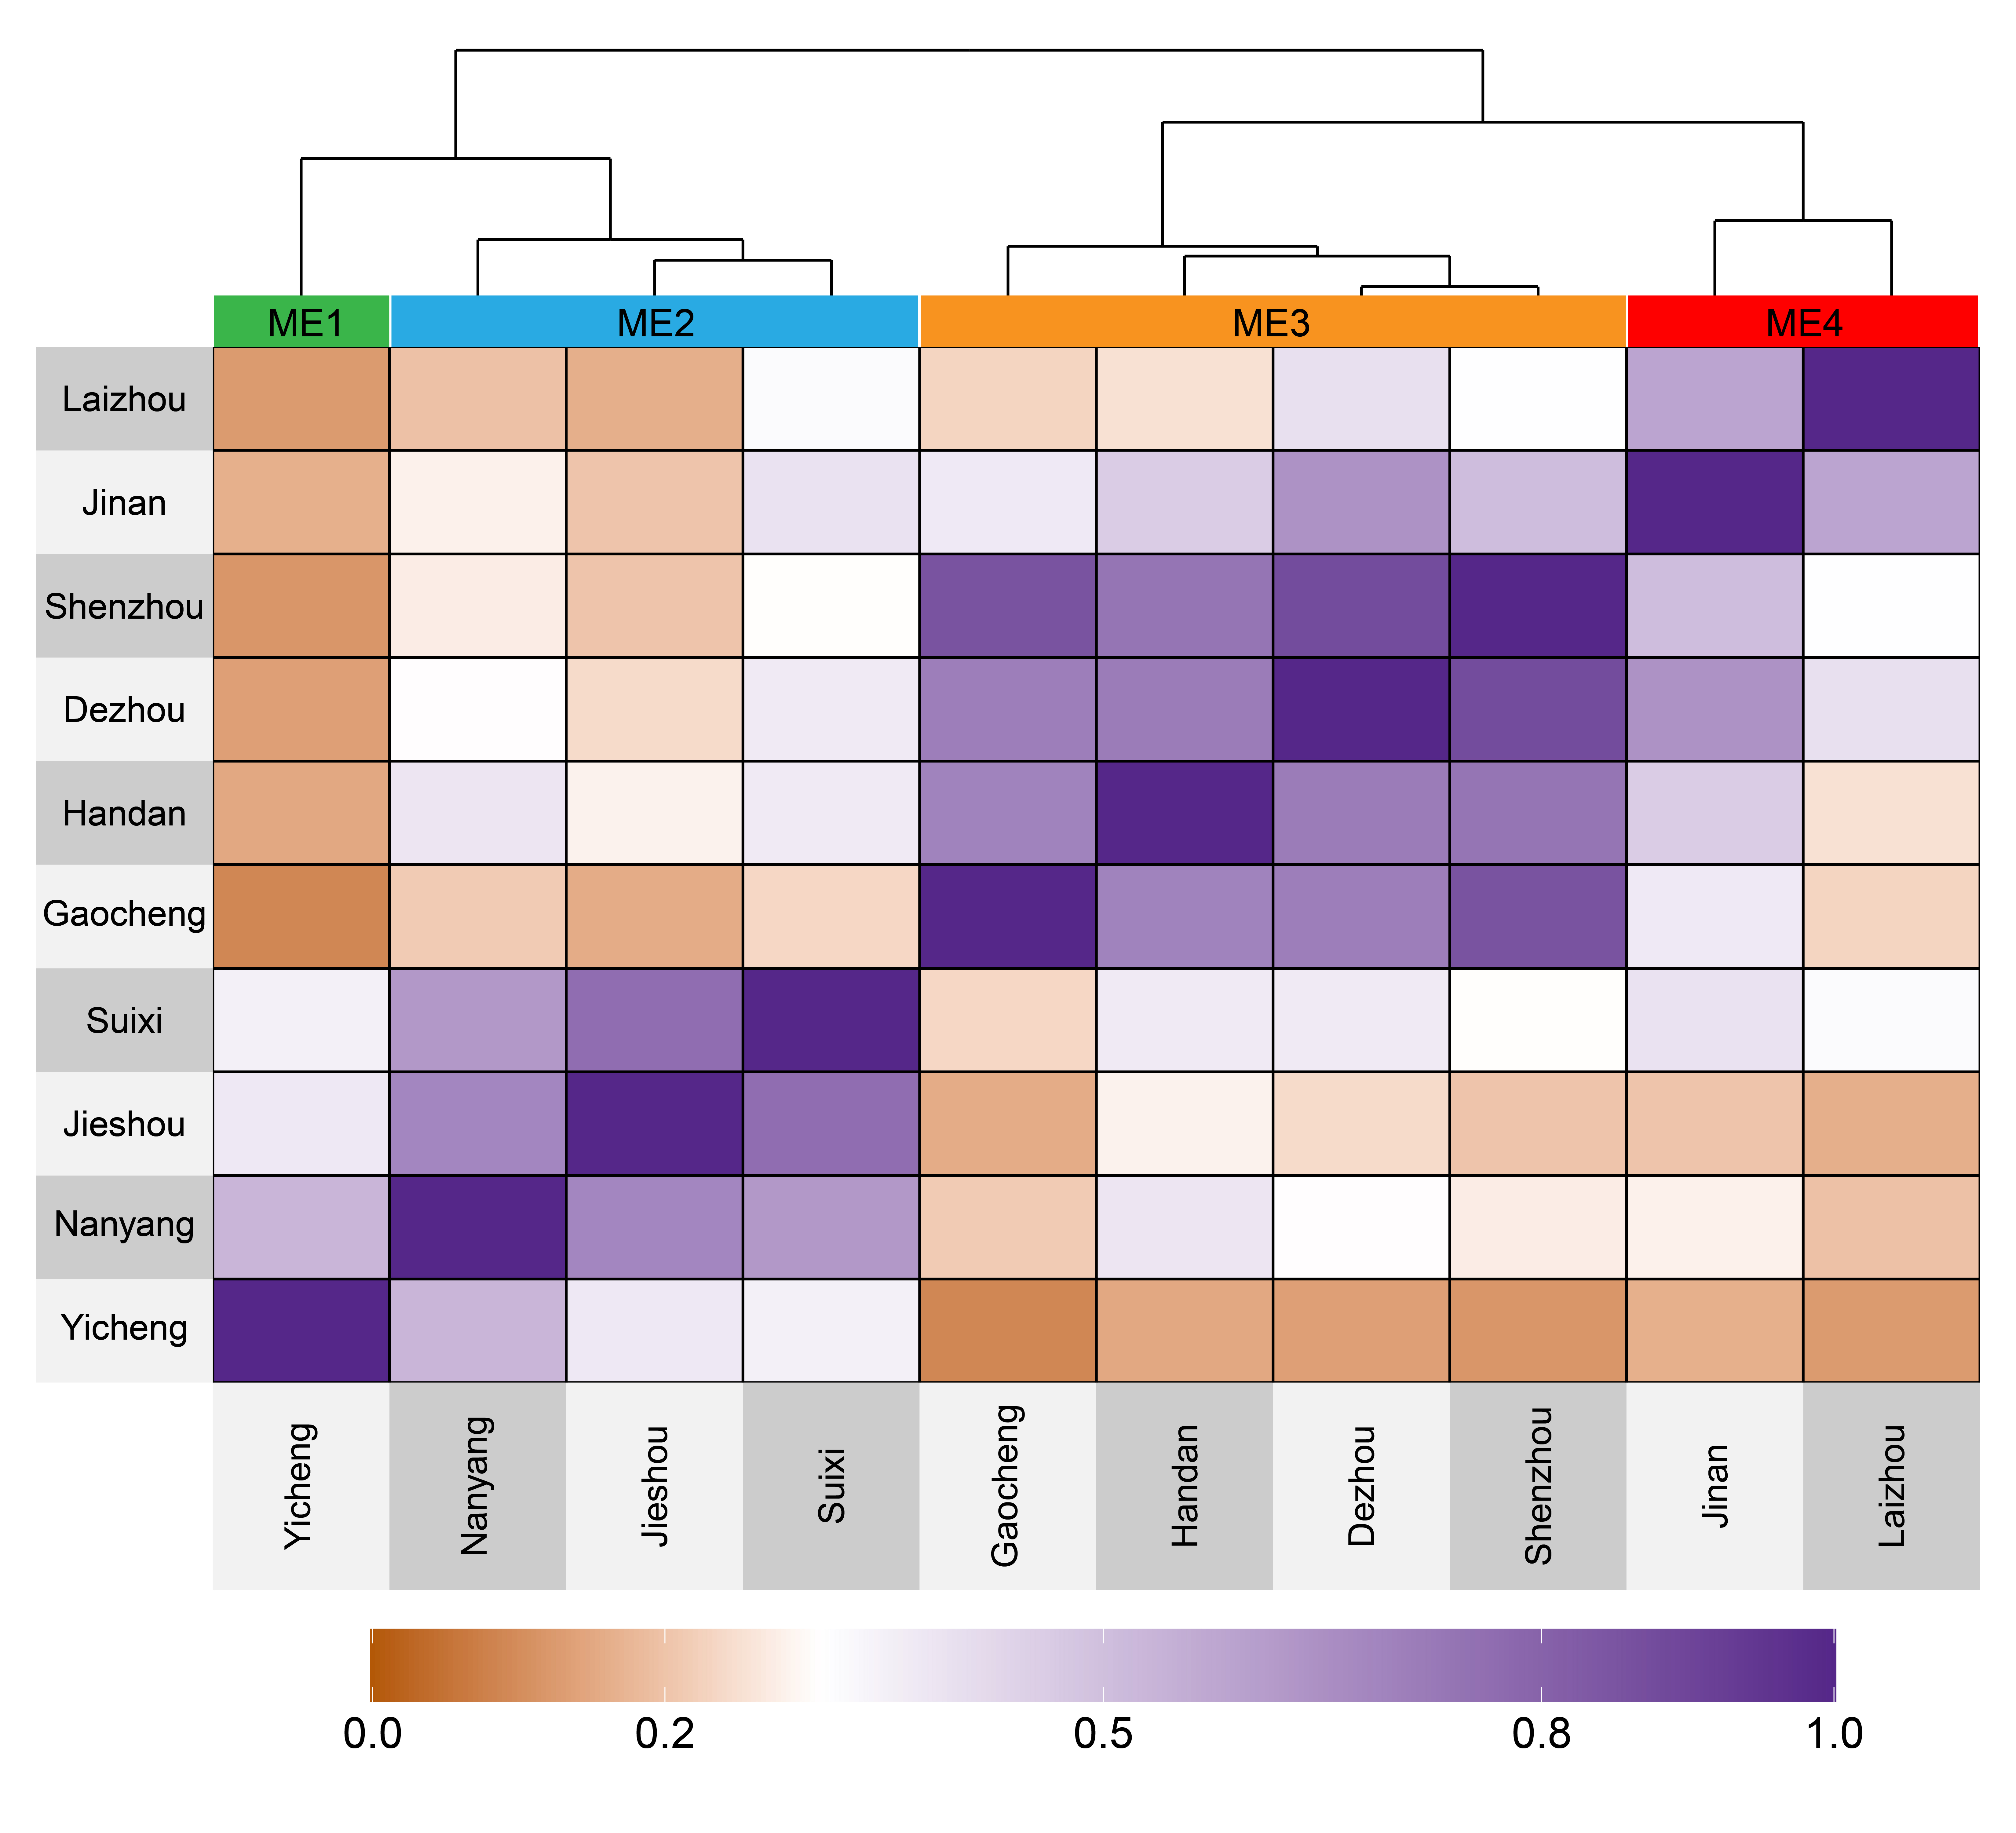 ME1 ME2 ME3 ME4
Laizhou
Jinan
Shenzhou
Dezhou
Handan
Gaocheng
Suixi
Jieshou
Nanyang
Yicheng
Yicheng Nanyang Jieshou Suixi Gaocheng Handan Dezhou Shenzhou Jinan Laizhou
0.0 0.2 0.5 0.8 1.0